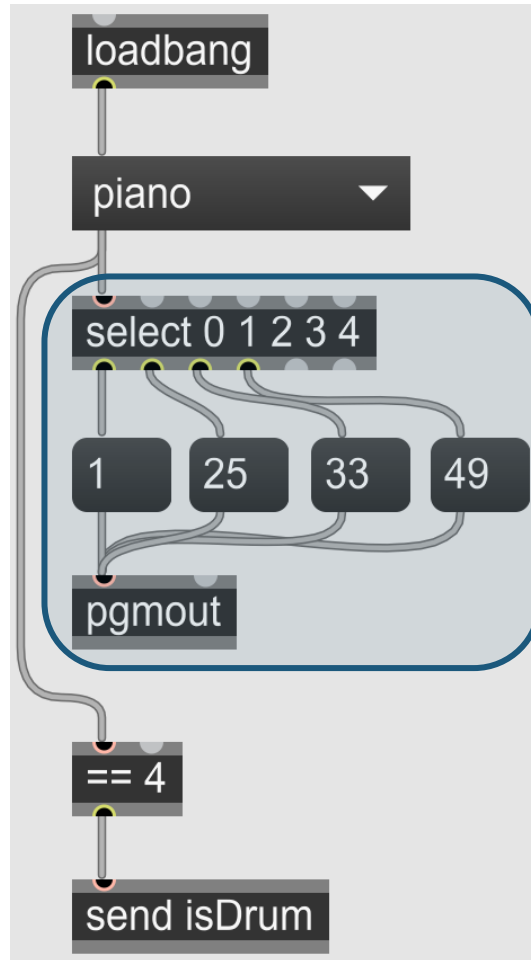 loadbang
piano
select 0 1 2 3 4
1 25 33 49
pgmout
== 4
send isDrum